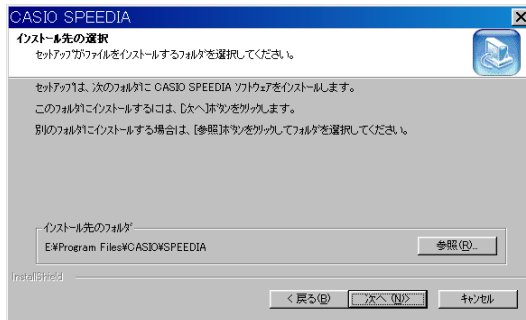 CASIO SPEEDIA
インストール先の選択
セットアップがファイルをインストールするフォルダを選択してください。
セットアップは、次のフォルダに CASIO SPEEDIA ソフトウェアをインストールします。
このフォルダにインストールするには、[次へ]ボタンをクリックします。
別のフォルダにインストールする場合は、[参照]ボタンをクリックしてフォルダを選択してください。
インストール先のフォルダ
E:¥Program Files¥CASIO¥SPEEDIA
参照(R)...
InstallShield
< 戻る(B)
次へ (N)>
キャンセル